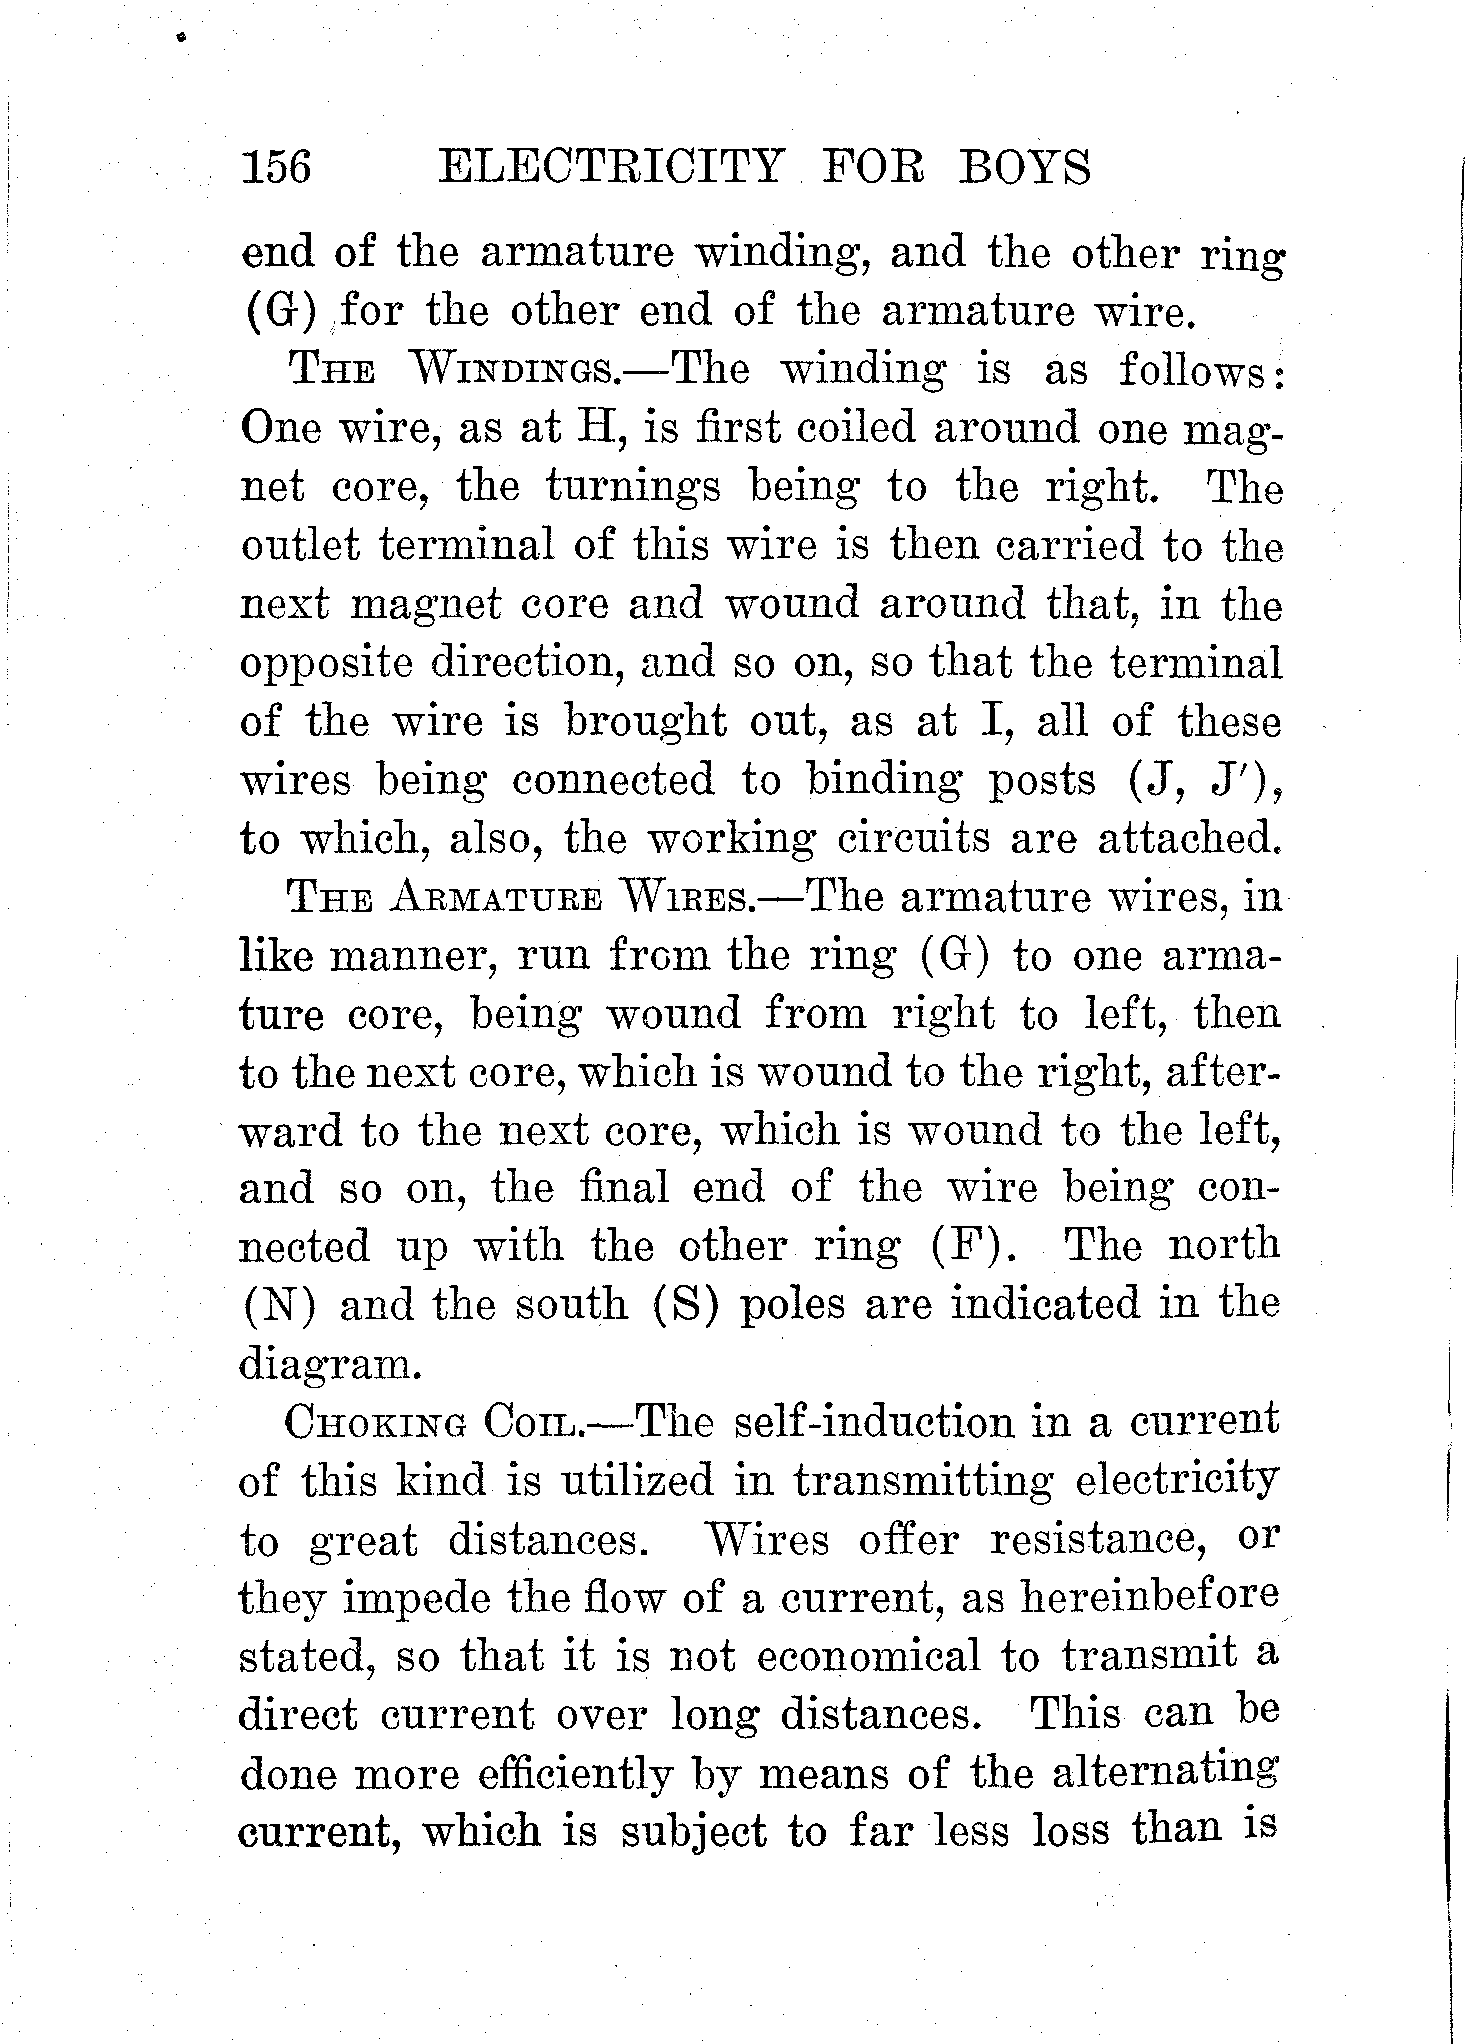 156 ELECTRICITY FOR BOYS
end of the armature winding, and the other ring
(G) for the other end of the armature wire.
THE WINDINGS.—The winding is as follows:
One wire, as at H, is first coiled around one mag-
net core, the turnings being to the right. The
outlet terminal of this wire is then carried to the
next magnet core and wound around that, in the
opposite direction, and so on, so that the terminal
of the wire is brought out, as at I, all of these
wires being connected to binding posts (J, J′),
to which, also, the working circuits are attached.
THE ARMATURE WIRES.—The armature wires, in
like manner, run from the ring (G) to one arma-
ture core, being wound from right to left, then
to the next core, which is wound to the right, after-
ward to the next core, which is wound to the left,
and so on, the final end of the wire being con-
nected up with the other ring (F). The north
(N) and the south (S) poles are indicated in the
diagram.
CHOKING COIL.—The self-induction in a current
of this kind is utilized in transmitting electricity
to great distances. Wires offer resistance, or
they impede the flow of a current, as hereinbefore
stated, so that it is not economical to transmit a
direct current over long distances. This can be
done more efficiently by means of the alternating
current, which is subject to far less loss than is